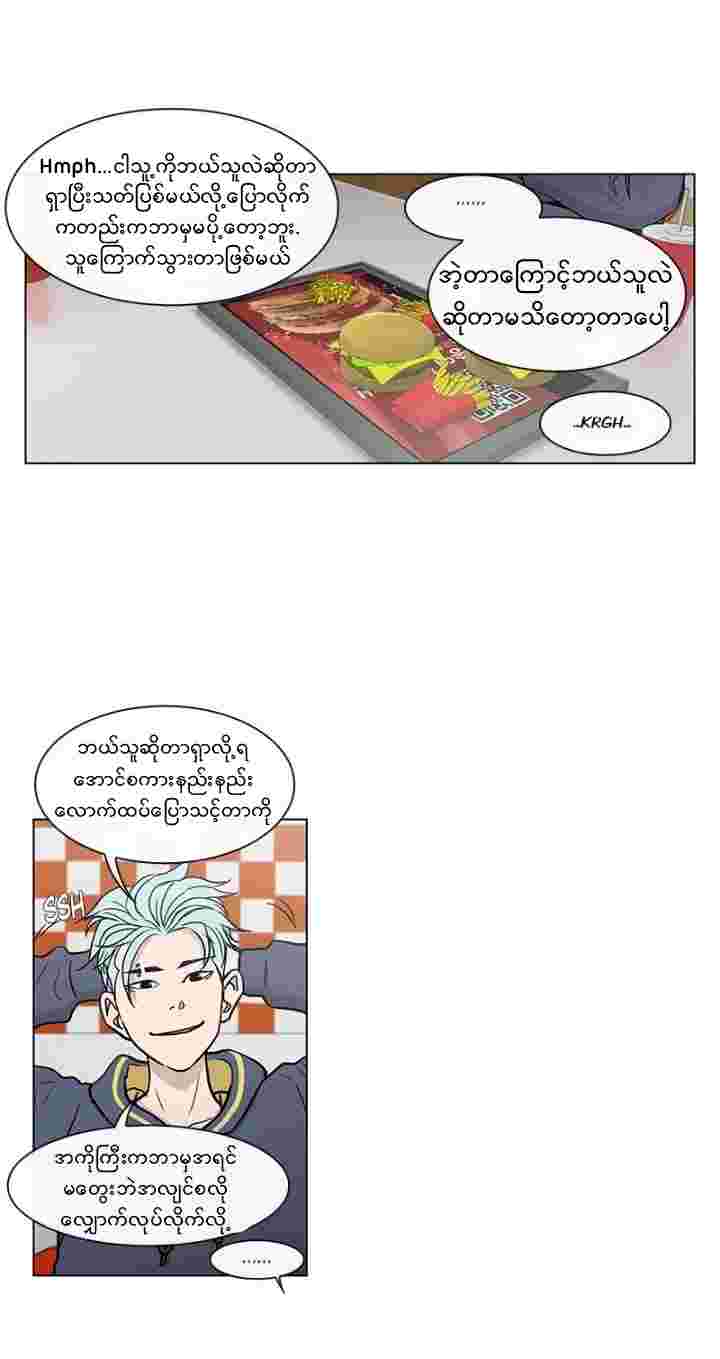 Hmph...ငါသူ့ကိုဘယ်သူလဲဆိုတာ
ရှာပြီးသတ်ပြစ်မယ်လို့ပြောလိုက်
ကတည်းကဘာမှမပို့တော့ဘူး.
သူကြောက်သွားတာဖြစ်မယ်
......
အဲ့တာကြောင့်ဘယ်သူလဲ
ဆိုတာမသိတော့တာပေါ့
..KRGH..
ဘယ်သူဆိုတာရှာလို့ရ
အောင်စကားနည်းနည်း
လောက်ထပ်ပြောသင့်တာကို
SSH
အကိုကြီးကဘာမှအရင်
မတွေးဘဲအလျင်စလို
လျှောက်လုပ်လိုက်လို့
......